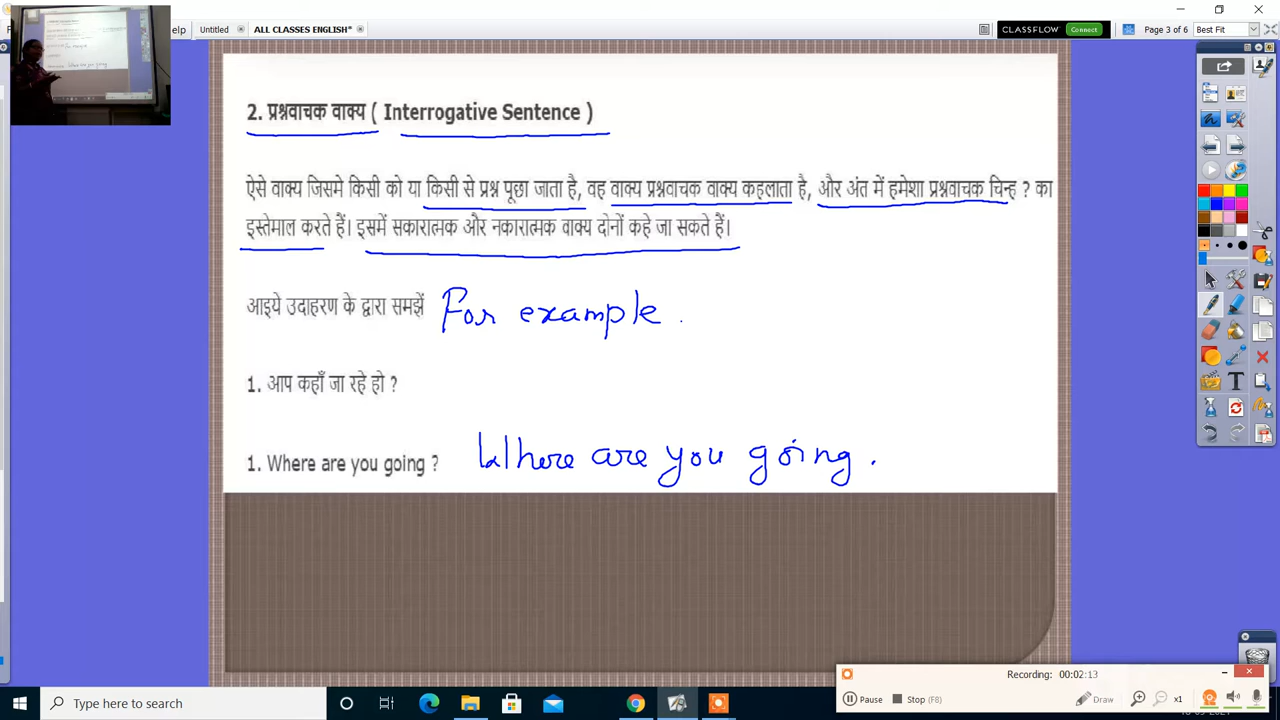 elp
Untitled
ALL CLASSES ENGLISH*
CLASSFLOW
Connect
Page 3 of 6
Best Fit
2. प्रश्नवाचक वाक्य ( Interrogative Sentence )
ऐसे वाक्य जिसमे किसी को या किसी से प्रश्न पूछा जाता है, वह वाक्य प्रश्नवाचक वाक्य कहलाता है, और अंत में हमेशा प्रश्नवाचक चिन्ह ? का
इस्तेमाल करते हैं। इसमें सकारात्मक और नकारात्मक वाक्य दोनों कहे जा सकते हैं।
आइये उदाहरण के द्वारा समझें For example .
1. आप कहाँ जा रहे हो ?
1. Where are you going ? Where are you going .
Recording: 00:02:13
Pause
Stop (F8)
Draw
x1
Type here to search